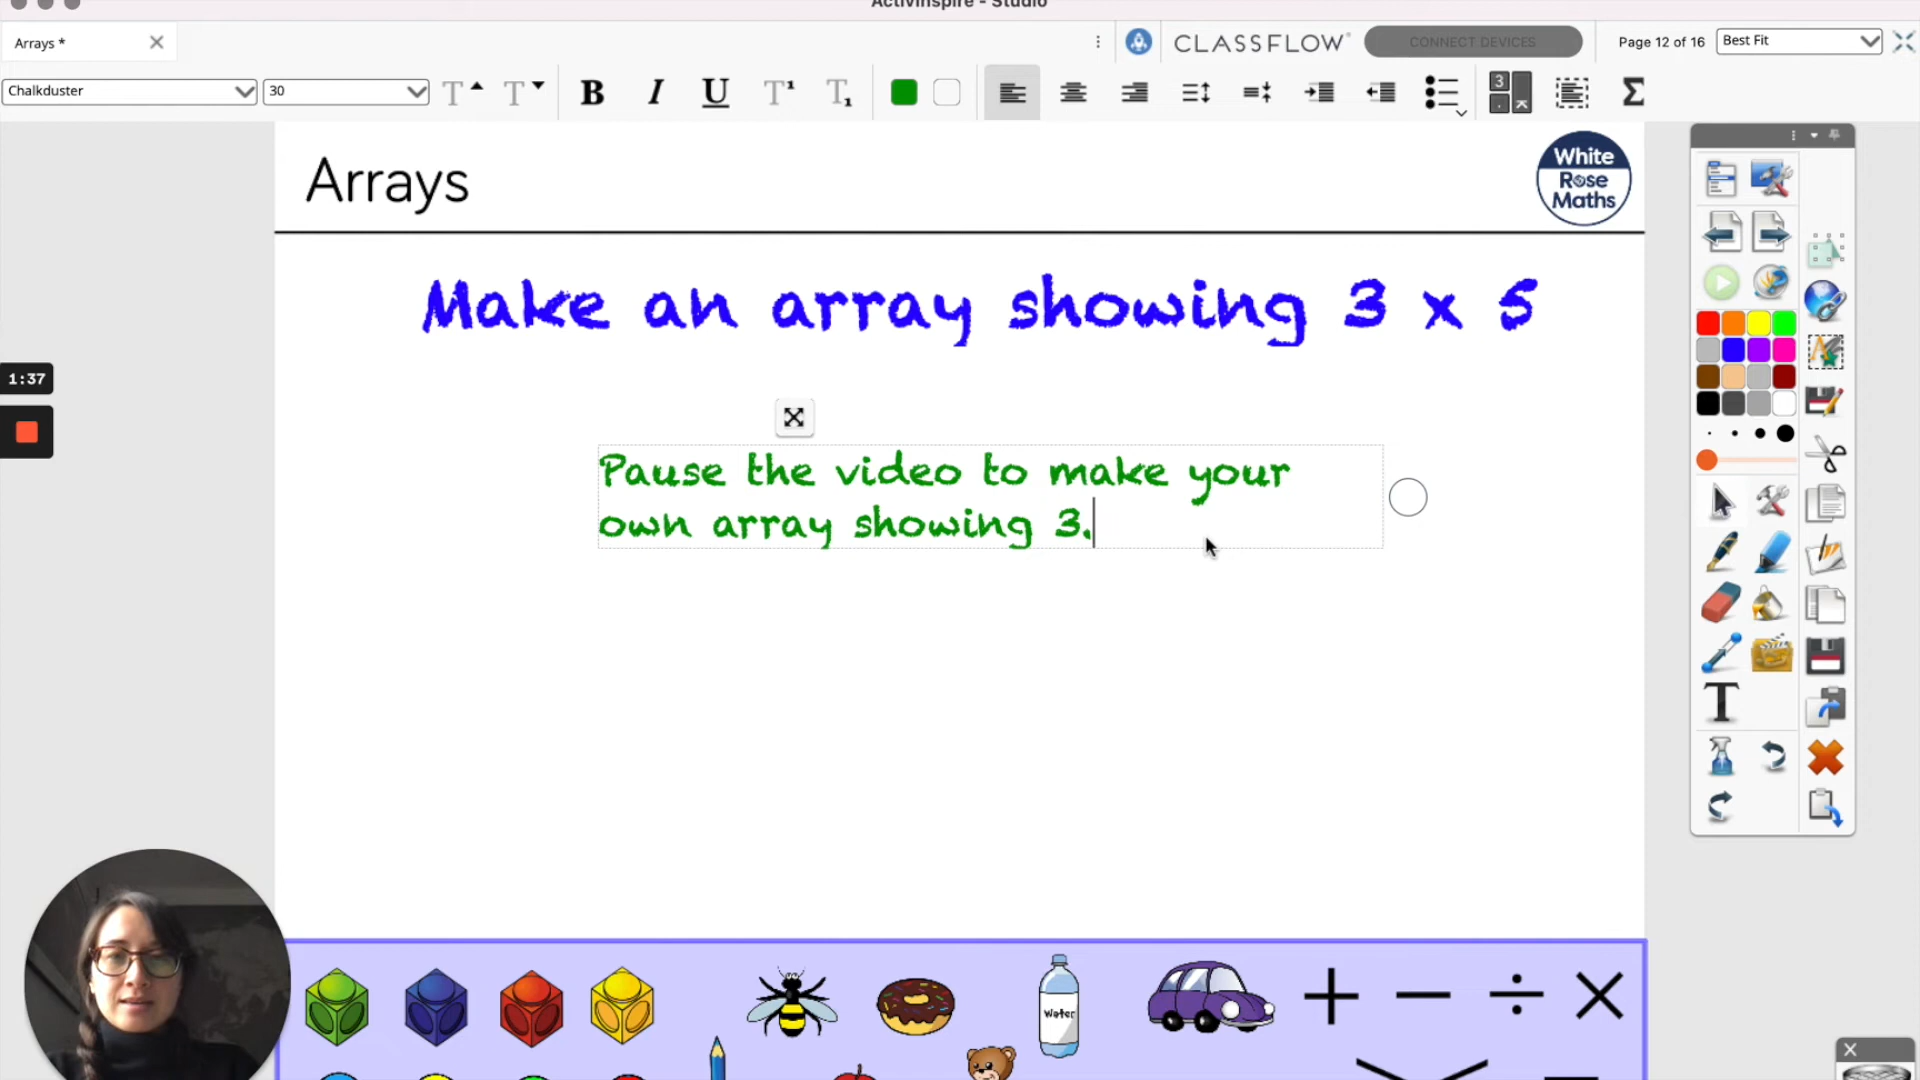 ActivInspire - Studio
Arrays *
CLASSFLOW
CONNECT DEVICES
Page 12 of 16
Best Fit
Chalkduster
30
B I U
Arrays
White
Rose
Maths
Make an array showing 3 x 5
1:37
Pause the video to make your
own array showing 3.
Water
+ − ÷ ×